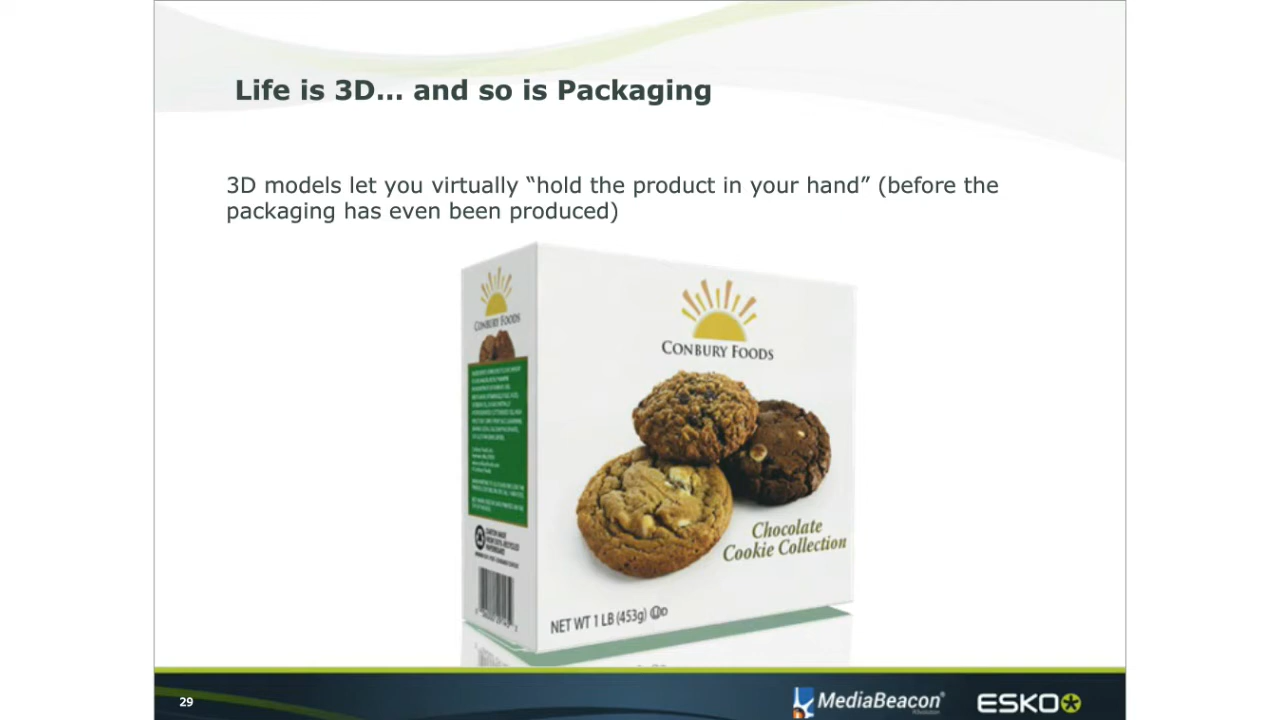 Life is 3D... and so is Packaging
3D models let you virtually “hold the product in your hand” (before the
packaging has even been produced)
CONBURY FOODS
CONBURY FOODS
Chocolate
Cookie Collection
NET WT 1 LB (453g)
29
MediaBeacon®
ESKO